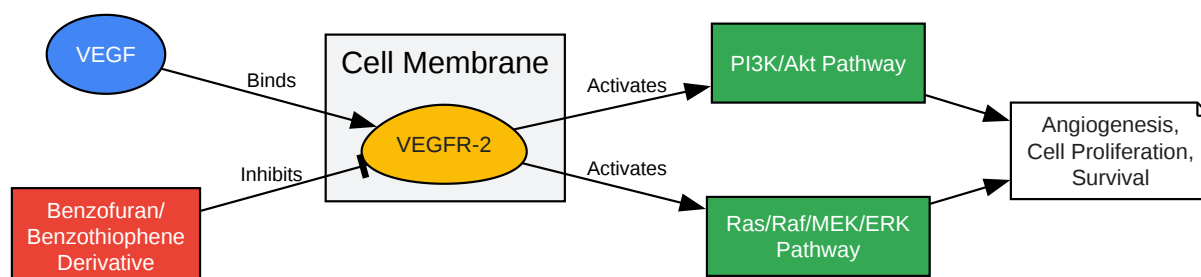 VEGF
Binds
Cell Membrane
VEGFR-2
Inhibits
Benzofuran/
Benzothiophene
Derivative
Activates
PI3K/Akt Pathway
Activates
Ras/Raf/MEK/ERK
Pathway
Angiogenesis,
Cell Proliferation,
Survival